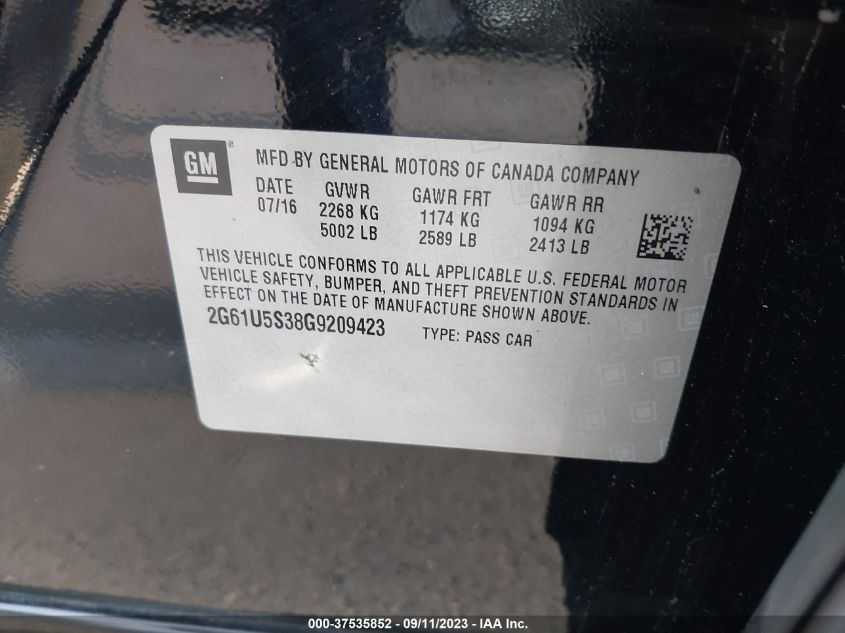 GM ®
MFD BY GENERAL MOTORS OF CANADA COMPANY
DATE GVWR GAWR FRT GAWR RR
07/16 2268 KG 1174 KG 1094 KG
5002 LB 2589 LB 2413 LB
THIS VEHICLE CONFORMS TO ALL APPLICABLE U.S. FEDERAL MOTOR
VEHICLE SAFETY, BUMPER, AND THEFT PREVENTION STANDARDS IN
EFFECT ON THE DATE OF MANUFACTURE SHOWN ABOVE.
2G61U5S38G9209423 TYPE: PASS CAR
000-37535852 - 09/11/2023 - IAA Inc.